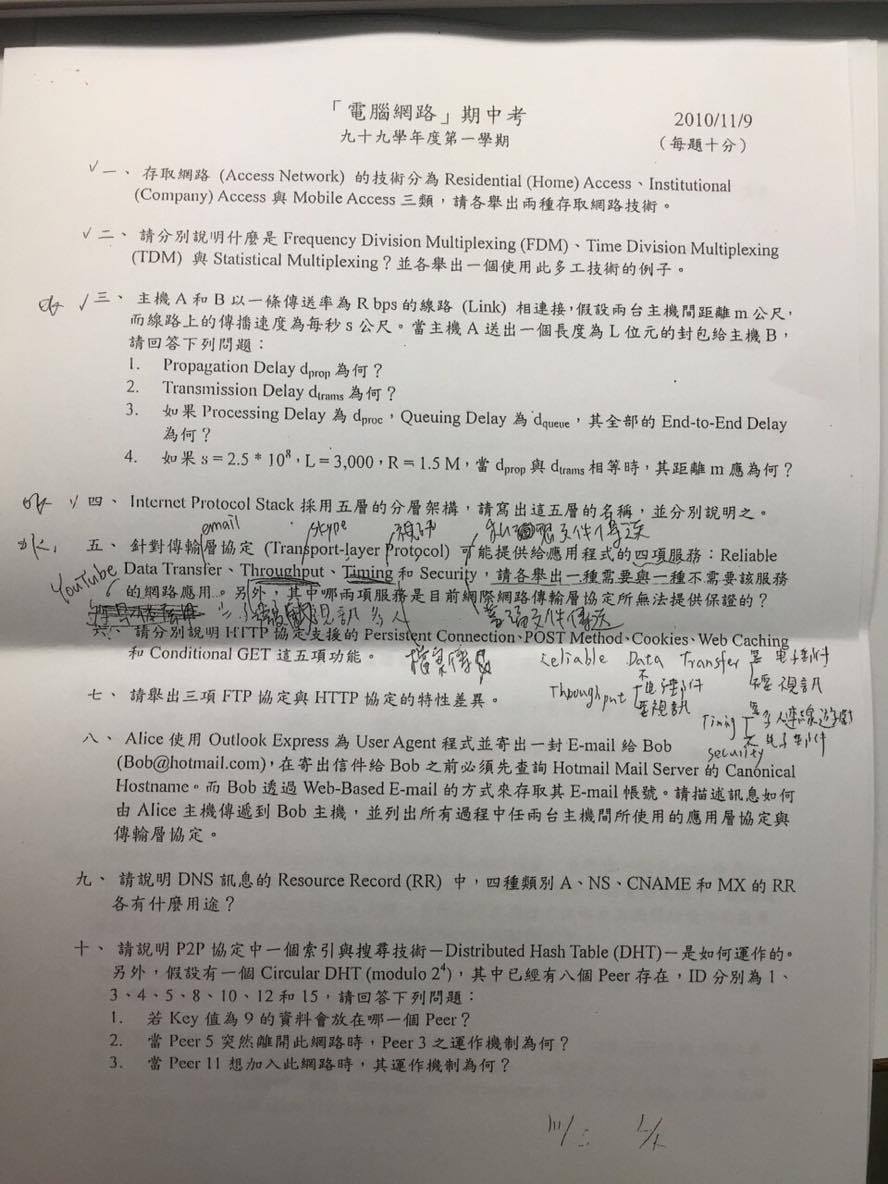 「電腦網路」期中考 2010/11/9
九十九學年度第一學期 （每題十分）
✓一、存取網路 (Access Network) 的技術分為 Residential (Home) Access、Institutional
(Company) Access 與 Mobile Access 三類，請各舉出兩種存取網路技術。
✓二、請分別說明什麼是 Frequency Division Multiplexing (FDM)、Time Division Multiplexing
(TDM) 與 Statistical Multiplexing？並各舉出一個使用此多工技術的例子。
ok ✓三、主機 A 和 B 以一條傳送率為 R bps 的線路 (Link) 相連接，假設兩台主機間距離 m 公尺，
而線路上的傳播速度為每秒 s 公尺。當主機 A 送出一個長度為 L 位元的封包給主機 B，
請回答下列問題：
1. Propagation Delay dprop 為何？
2. Transmission Delay dtrams 為何？
3. 如果 Processing Delay 為 dproc，Queuing Delay 為 dqueue，其全部的 End-to-End Delay
為何？
4. 如果 s = 2.5 * 10⁸，L = 3,000，R = 1.5 M，當 dprop 與 dtrams 相等時，其距離 m 應為何？
ok ✓四、Internet Protocol Stack 採用五層的分層架構，請寫出這五層的名稱，並分別說明之。
email skype
五、針對傳輸層協定 (Transport-layer Protocol) 可能提供給應用程式的四項服務：Reliable
YouTube Data Transfer、Throughput、Timing 和 Security，請各舉出一種需要與一種不需要該服務
的網路應用。另外，其中哪兩項服務是目前網際網路傳輸層協定所無法提供保證的？
視訊
六、請分別說明 HTTP 協定支援的 Persistent Connection、POST Method、Cookies、Web Caching
和 Conditional GET 這五項功能。
檔案傳輸 reliable Data Transfer 電子郵件 視訊
七、請舉出三項 FTP 協定與 HTTP 協定的特性差異。
Throughput 不 電子郵件 要 視訊
Timing 要 多人連線遊戲 不 電子郵件
security
八、Alice 使用 Outlook Express 為 User Agent 程式並寄出一封 E-mail 給 Bob
(Bob@hotmail.com)，在寄出信件給 Bob 之前必須先查詢 Hotmail Mail Server 的 Canonical
Hostname。而 Bob 透過 Web-Based E-mail 的方式來存取其 E-mail 帳號。請描述訊息如何
由 Alice 主機傳遞到 Bob 主機，並列出所有過程中任兩台主機間所使用的應用層協定與
傳輸層協定。
九、請說明 DNS 訊息的 Resource Record (RR) 中，四種類別 A、NS、CNAME 和 MX 的 RR
各有什麼用途？
十、請說明 P2P 協定中一個索引與搜尋技術－Distributed Hash Table (DHT)－是如何運作的。
另外，假設有一個 Circular DHT (modulo 2⁴)，其中已經有八個 Peer 存在，ID 分別為 1、
3、4、5、8、10、12 和 15，請回答下列問題：
1. 若 Key 值為 9 的資料會放在哪一個 Peer？
2. 當 Peer 5 突然離開此網路時，Peer 3 之運作機制為何？
3. 當 Peer 11 想加入此網路時，其運作機制為何？